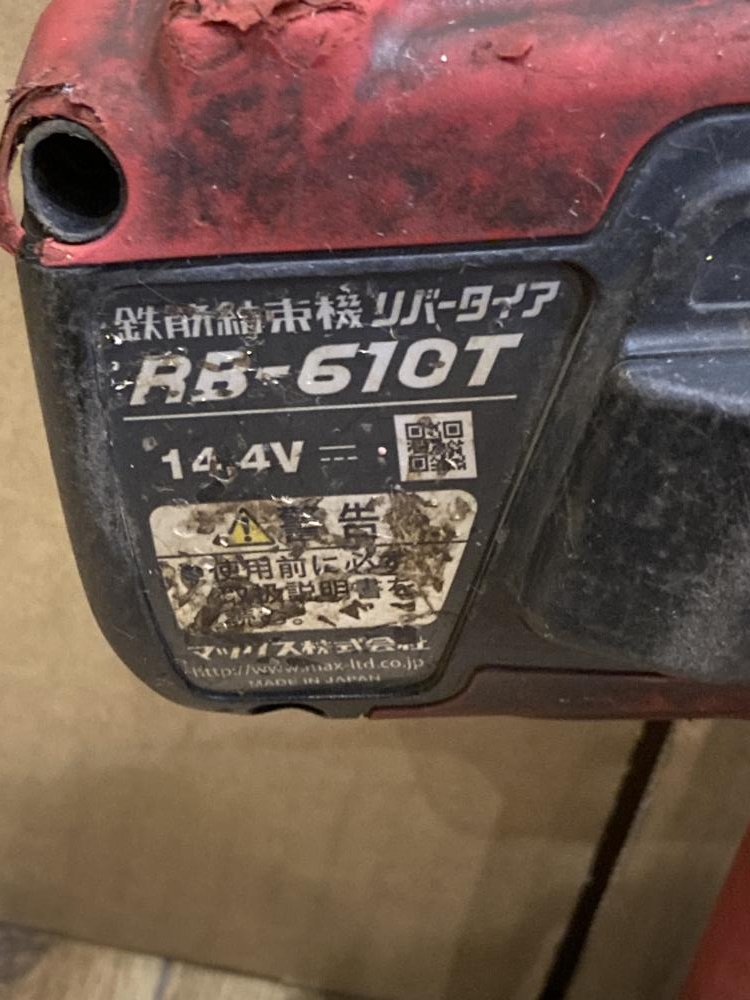 鉄筋結束機 リバータイア
RB-610T
14.4V
警告
使用前に必ず
取扱説明書を
マックス株式会社
http://www.max-ltd.co.jp
MADE IN JAPAN